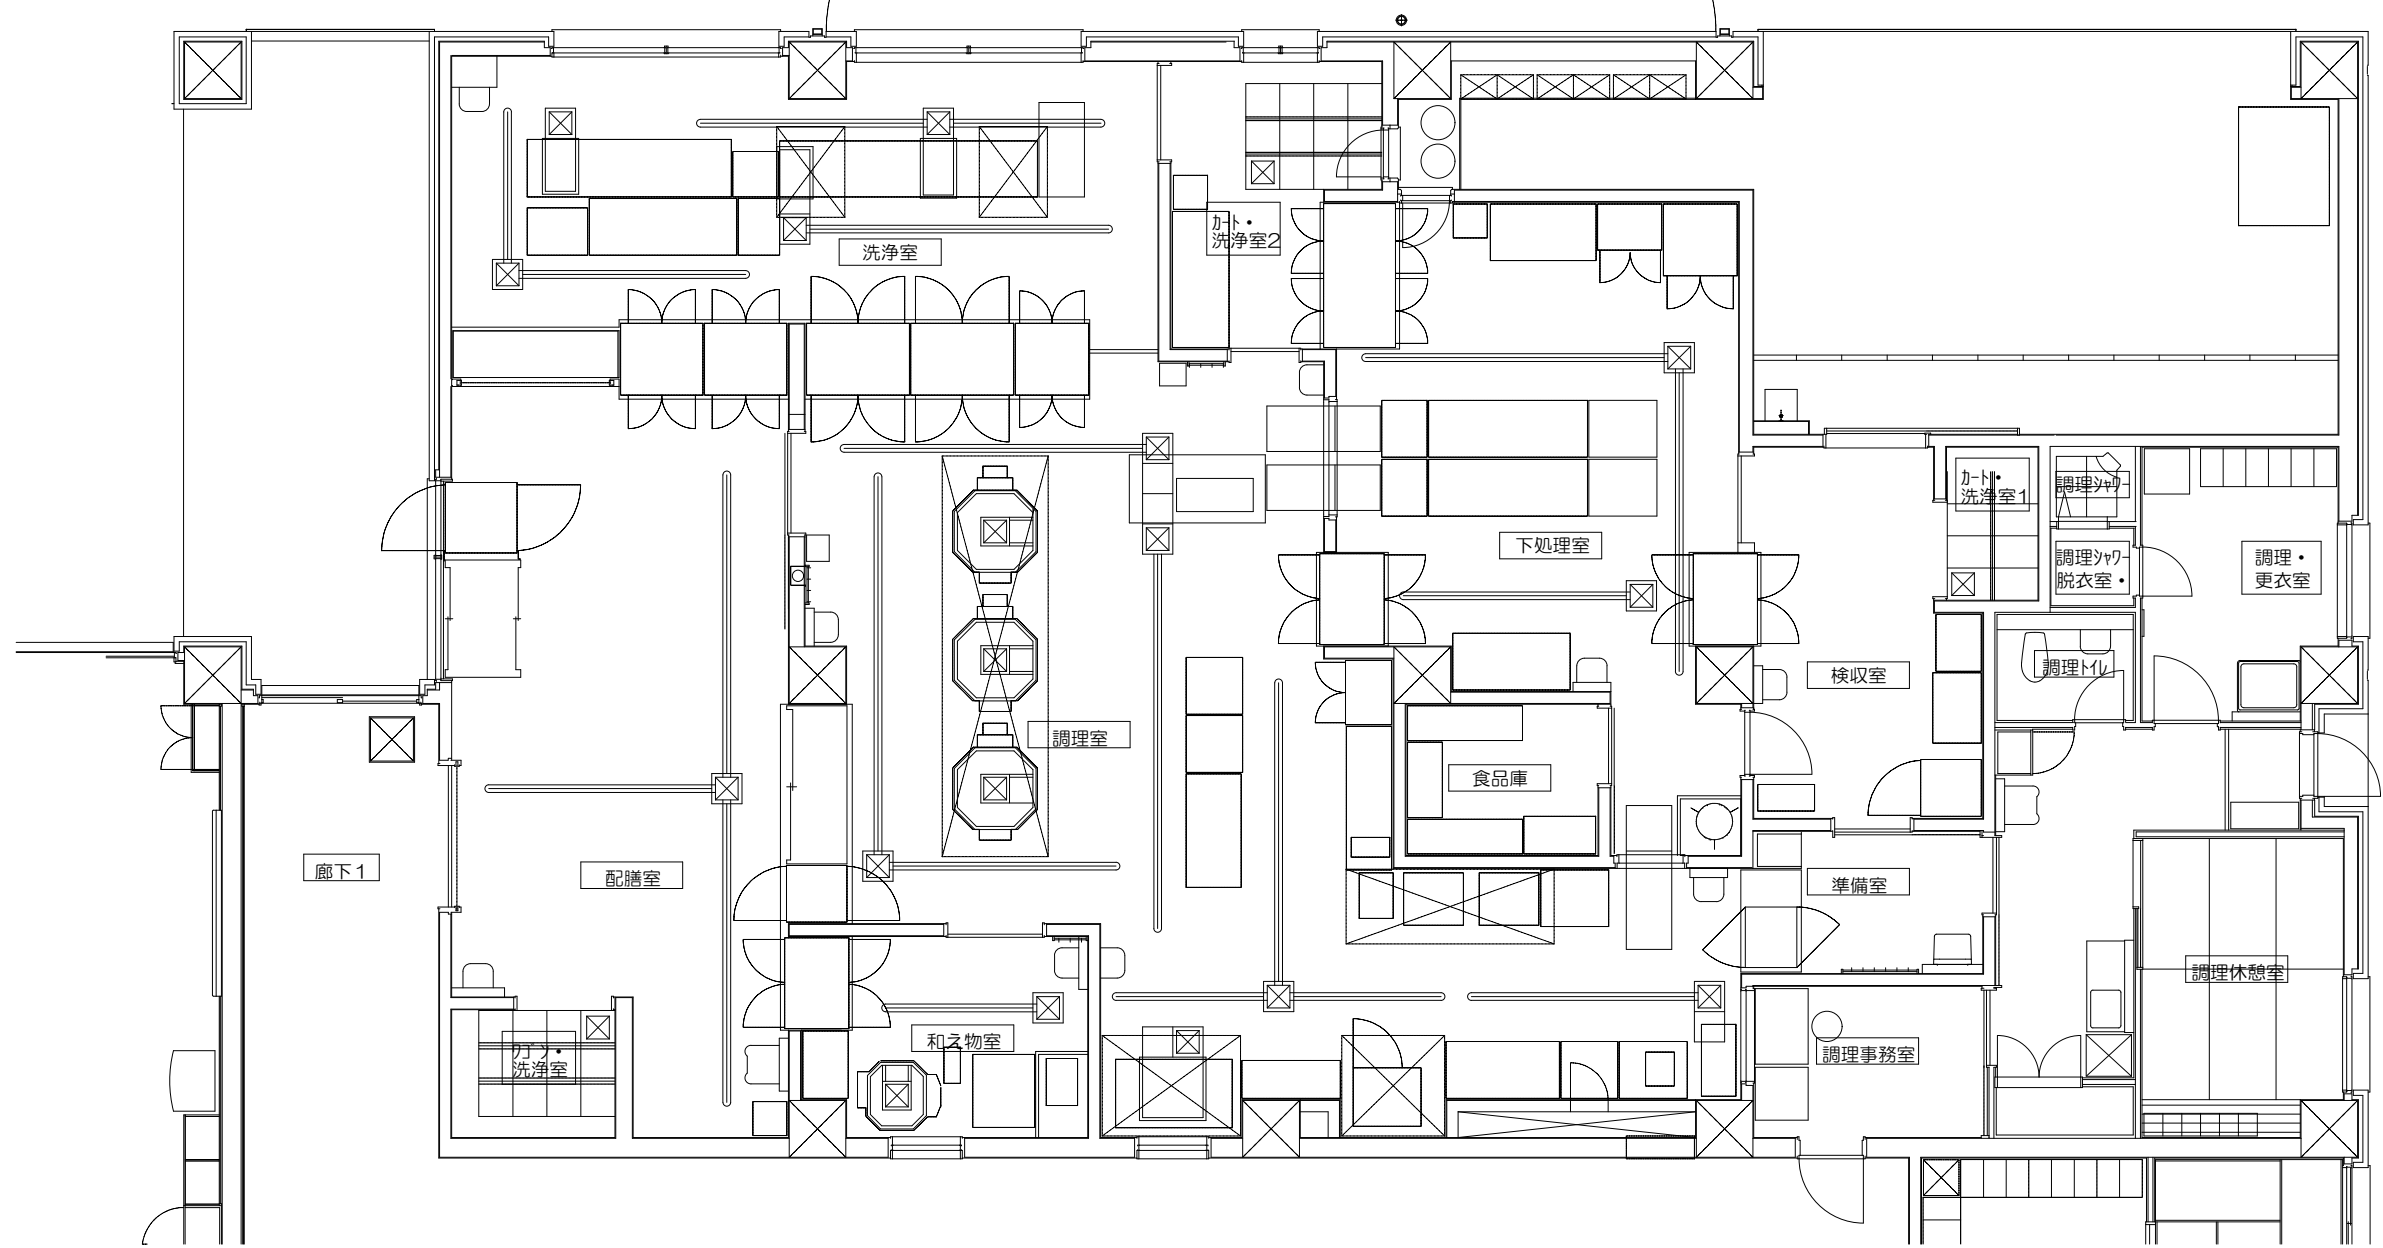 洗浄室
ｶｰﾄ・
洗浄室2
ｶｰﾄ・
洗浄室1
調理ｼｬﾜｰ
下処理室
調理ｼｬﾜｰ
脱衣室・
調理・
更衣室
調理ﾄｲﾚ
検収室
調理室
食品庫
廊下1
配膳室
準備室
調理休憩室
和え物室
ﾜｺﾞﾝ・
洗浄室
調理事務室